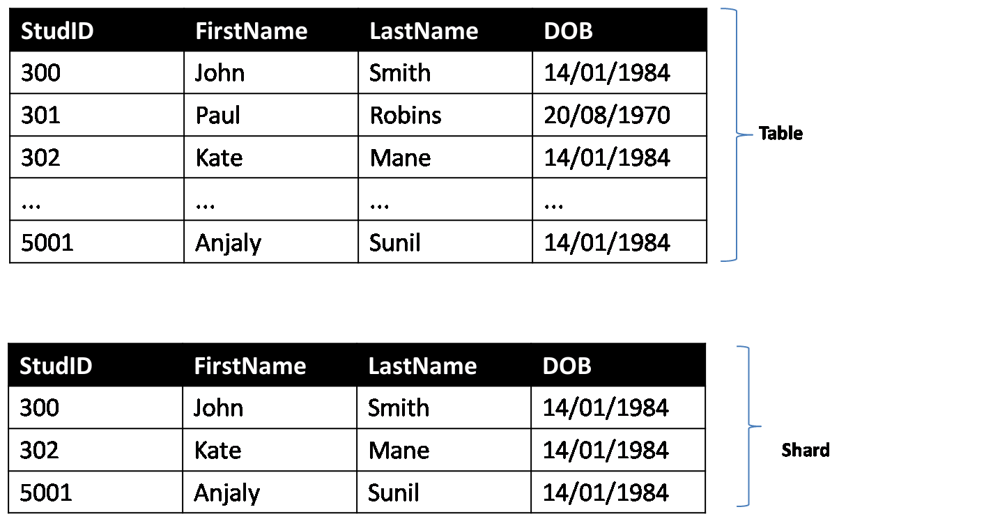 StudID FirstName LastName DOB
300 John Smith 14/01/1984
301 Paul Robins 20/08/1970
302 Kate Mane 14/01/1984
... ... ... ...
5001 Anjaly Sunil 14/01/1984
Table
StudID FirstName LastName DOB
300 John Smith 14/01/1984
302 Kate Mane 14/01/1984
5001 Anjaly Sunil 14/01/1984
Shard